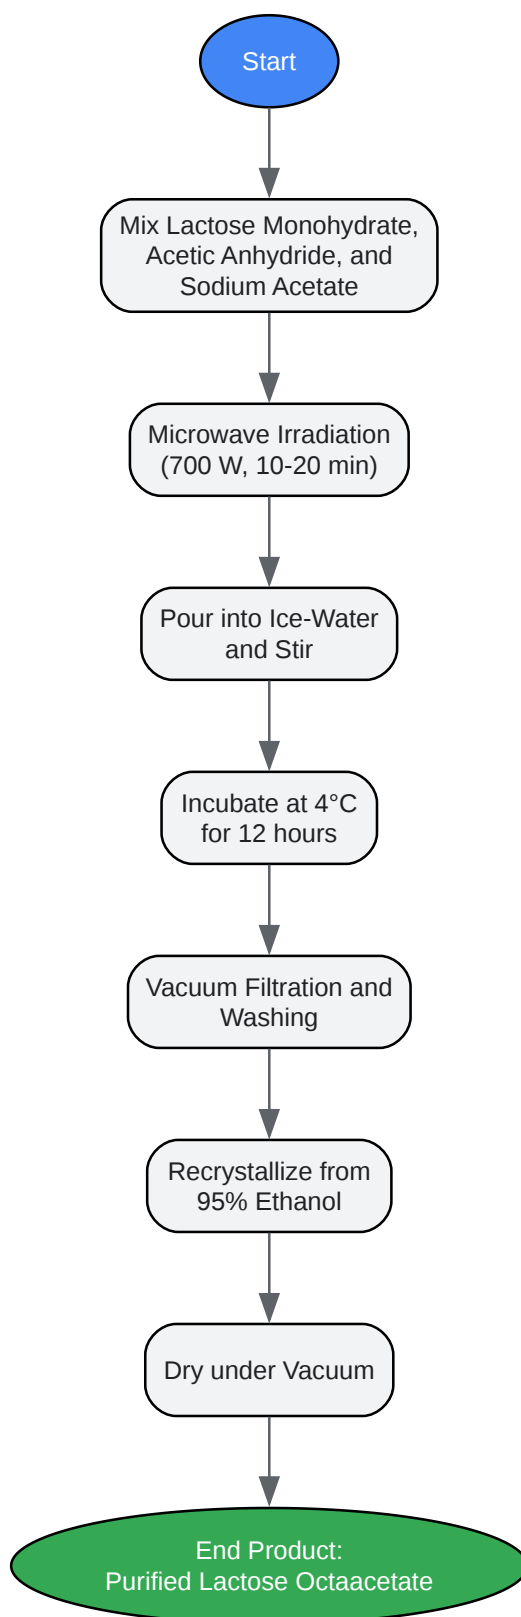 Start
Mix Lactose Monohydrate,
Acetic Anhydride, and
Sodium Acetate
Microwave Irradiation
(700 W, 10-20 min)
Pour into Ice-Water
and Stir
Incubate at 4°C
for 12 hours
Vacuum Filtration and
Washing
Recrystallize from
95% Ethanol
Dry under Vacuum
End Product:
Purified Lactose Octaacetate